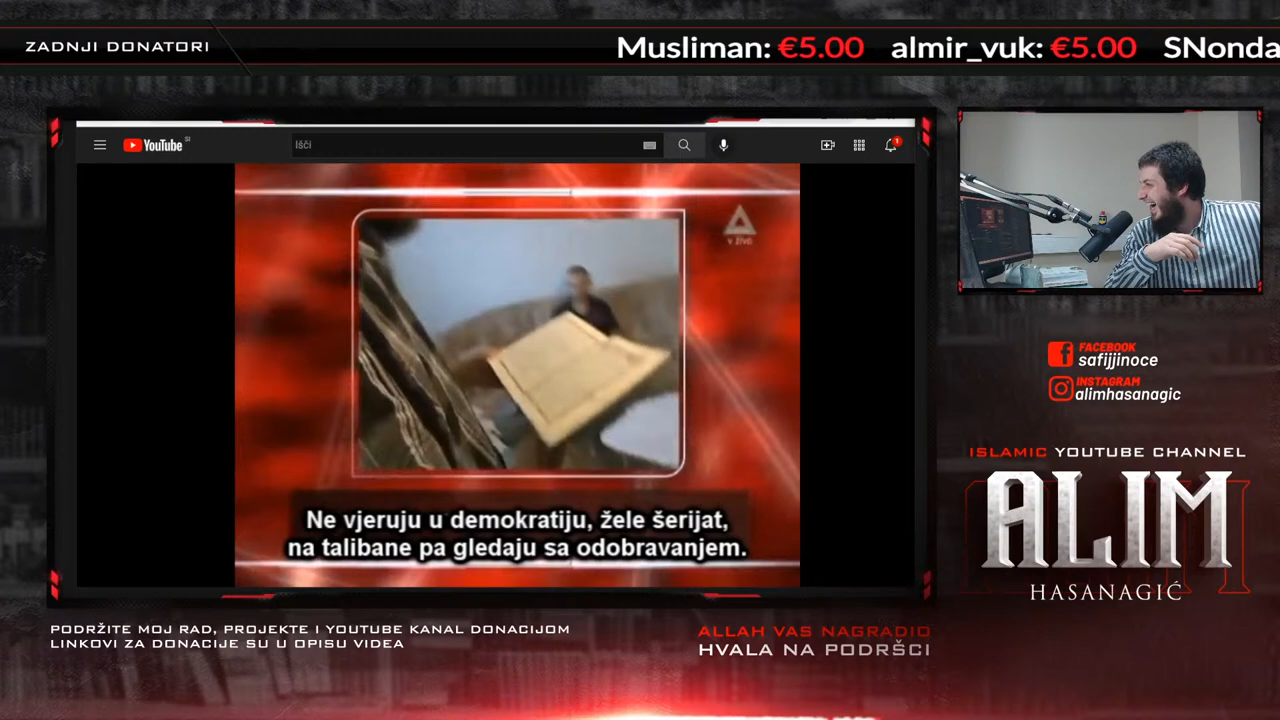 ZADNJI DONATORI
Musliman: €5.00 almir_vuk: €5.00 SNonda
YouTube SI
Išči
1
V ŽIVO
Ne vjeruju u demokratiju, žele šerijat,
na talibane pa gledaju sa odobravanjem.
FACEBOOK
safijjinoce
INSTAGRAM
alimhasanagic
ISLAMIC YOUTUBE CHANNEL
ALIM
HASANAGIĆ
PODRŽITE MOJ RAD, PROJEKTE I YOUTUBE KANAL DONACIJOM
LINKOVI ZA DONACIJE SU U OPISU VIDEA
ALLAH VAS NAGRADIO
HVALA NA PODRŠCI